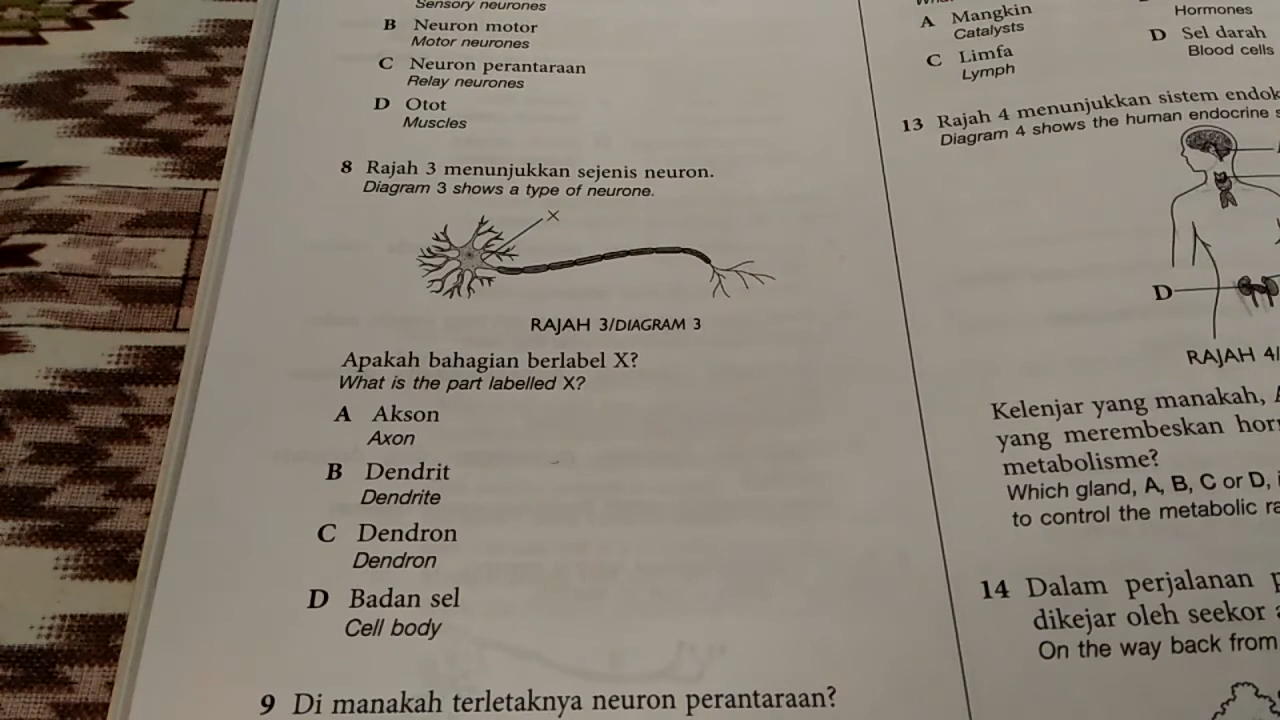 Sensory neurones
B Neuron motor
Motor neurones
C Neuron perantaraan
Relay neurones
D Otot
Muscles
8 Rajah 3 menunjukkan sejenis neuron.
Diagram 3 shows a type of neurone.
X
RAJAH 3/DIAGRAM 3
Apakah bahagian berlabel X?
What is the part labelled X?
A Akson
Axon
B Dendrit
Dendrite
C Dendron
Dendron
D Badan sel
Cell body
9 Di manakah terletaknya neuron perantaraan?
A Mangkin
Catalysts
Hormones
C Limfa
Lymph
D Sel darah
Blood cells
13 Rajah 4 menunjukkan sistem endok
Diagram 4 shows the human endocrine
D
RAJAH 4/
Kelenjar yang manakah,
yang merembeskan
metabolisme?
Which gland, A, B, C or D,
to control the metabolic
14 Dalam perjalanan
dikejar oleh seekor
On the way back from